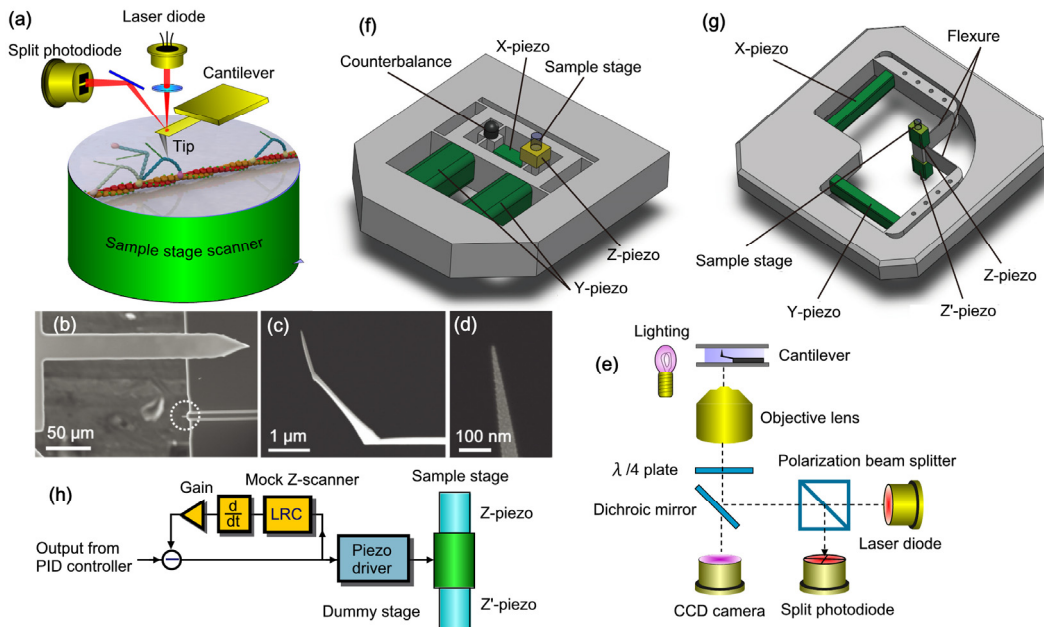 (a)
Laser diode
Split photodiode
Cantilever
Tip
Sample stage scanner
(f)
X-piezo
Counterbalance
Sample stage
Z-piezo
Y-piezo
(g)
Flexure
X-piezo
Sample stage
Z-piezo
Y-piezo
Z'-piezo
(b)
50 µm
(c)
1 µm
(d)
100 nm
(e)
Lighting
Cantilever
Objective lens
λ /4 plate
Polarization beam splitter
Dichroic mirror
Laser diode
CCD camera
Split photodiode
(h)
Mock Z-scanner
Gain
d
dt
LRC
Sample stage
Z-piezo
Output from
PID controller
Piezo
driver
Dummy stage
Z'-piezo